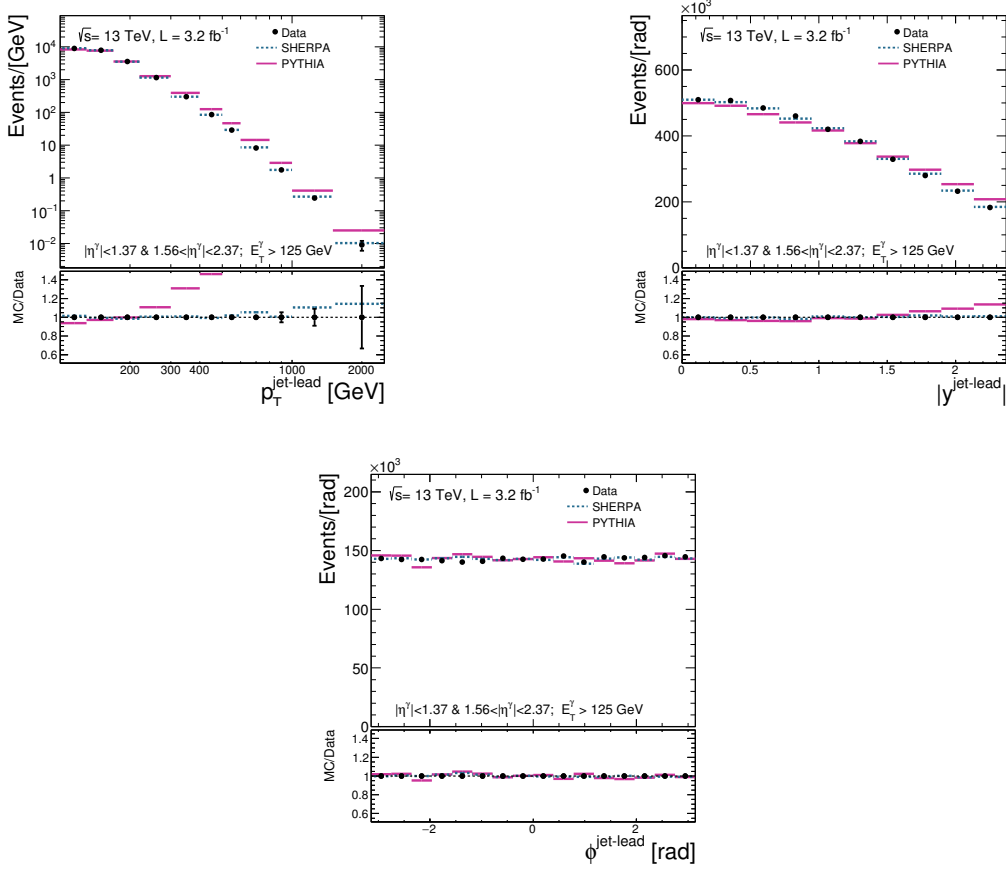 √s= 13 TeV, L = 3.2 fb⁻¹
Data
SHERPA
PYTHIA
Events/[GeV]
10⁴
10³
10²
10
1
10⁻¹
10⁻²
|η^γ|<1.37 & 1.56<|η^γ|<2.37; E_T^γ > 125 GeV
MC/Data
1.4
1.2
1
0.8
0.6
200 300 400 1000 2000
p_T^jet-lead [GeV]
×10³
√s= 13 TeV, L = 3.2 fb⁻¹
Data
SHERPA
PYTHIA
Events/[rad]
600
400
200
0
|η^γ|<1.37 & 1.56<|η^γ|<2.37; E_T^γ > 125 GeV
MC/Data
1.4
1.2
1
0.8
0.6
0 0.5 1 1.5 2
|y^jet-lead|
×10³
√s= 13 TeV, L = 3.2 fb⁻¹
Data
SHERPA
PYTHIA
Events/[rad]
200
150
100
50
0
|η^γ|<1.37 & 1.56<|η^γ|<2.37; E_T^γ > 125 GeV
MC/Data
1.4
1.2
1
0.8
0.6
−2 0 2
ϕ^jet-lead [rad]